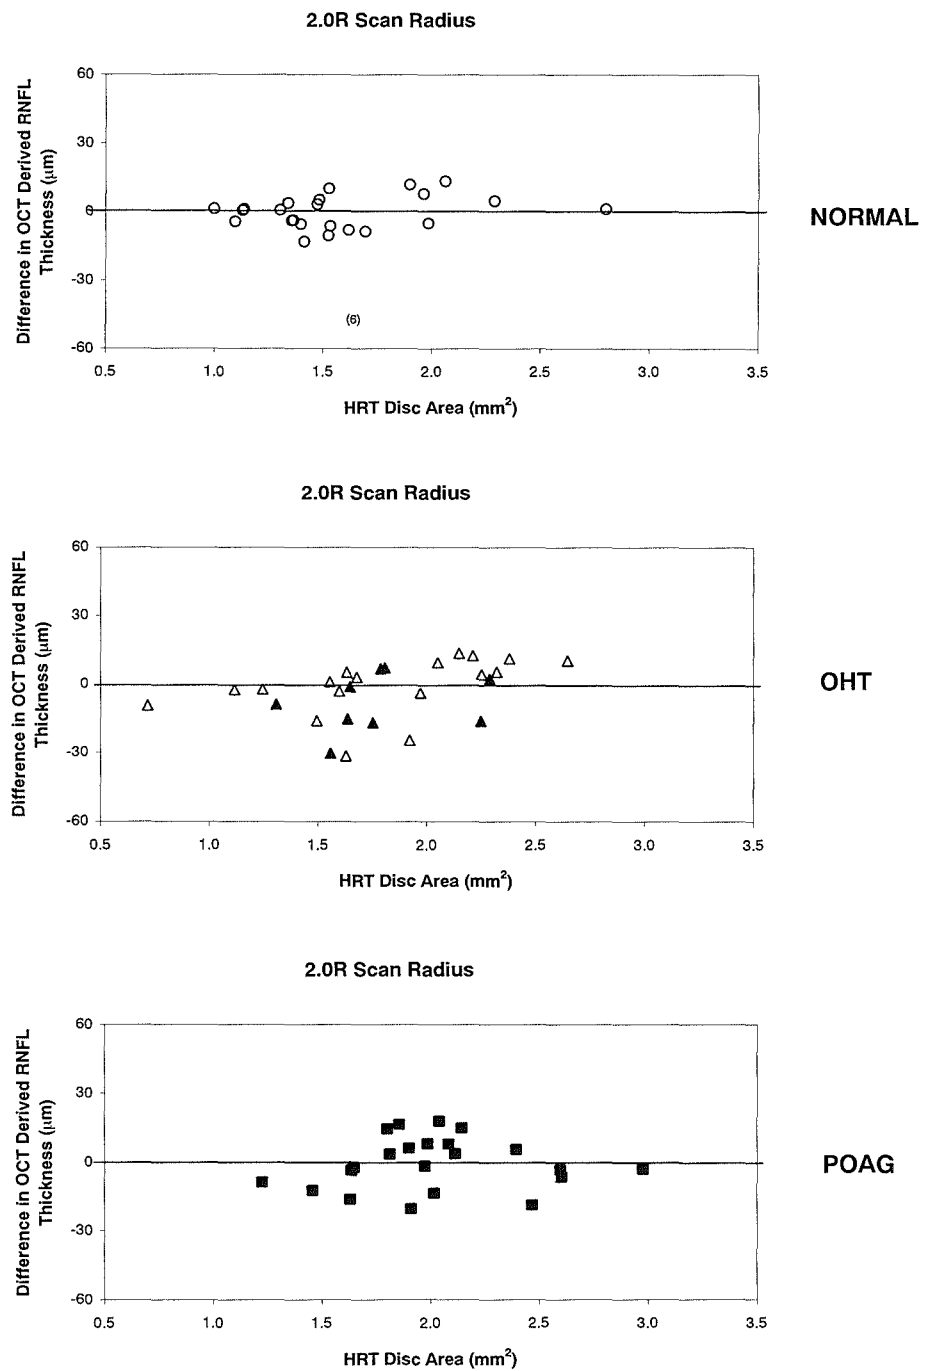 2.0R Scan Radius
Difference in OCT Derived RNFL
Thickness (μm)
60
30
0
-30
-60
(6)
0.5 1.0 1.5 2.0 2.5 3.0 3.5
HRT Disc Area (mm²)
NORMAL
2.0R Scan Radius
Difference in OCT Derived RNFL
Thickness (μm)
60
30
0
-30
-60
0.5 1.0 1.5 2.0 2.5 3.0 3.5
HRT Disc Area (mm²)
OHT
2.0R Scan Radius
Difference in OCT Derived RNFL
Thickness (μm)
60
30
0
-30
-60
0.5 1.0 1.5 2.0 2.5 3.0 3.5
HRT Disc Area (mm²)
POAG